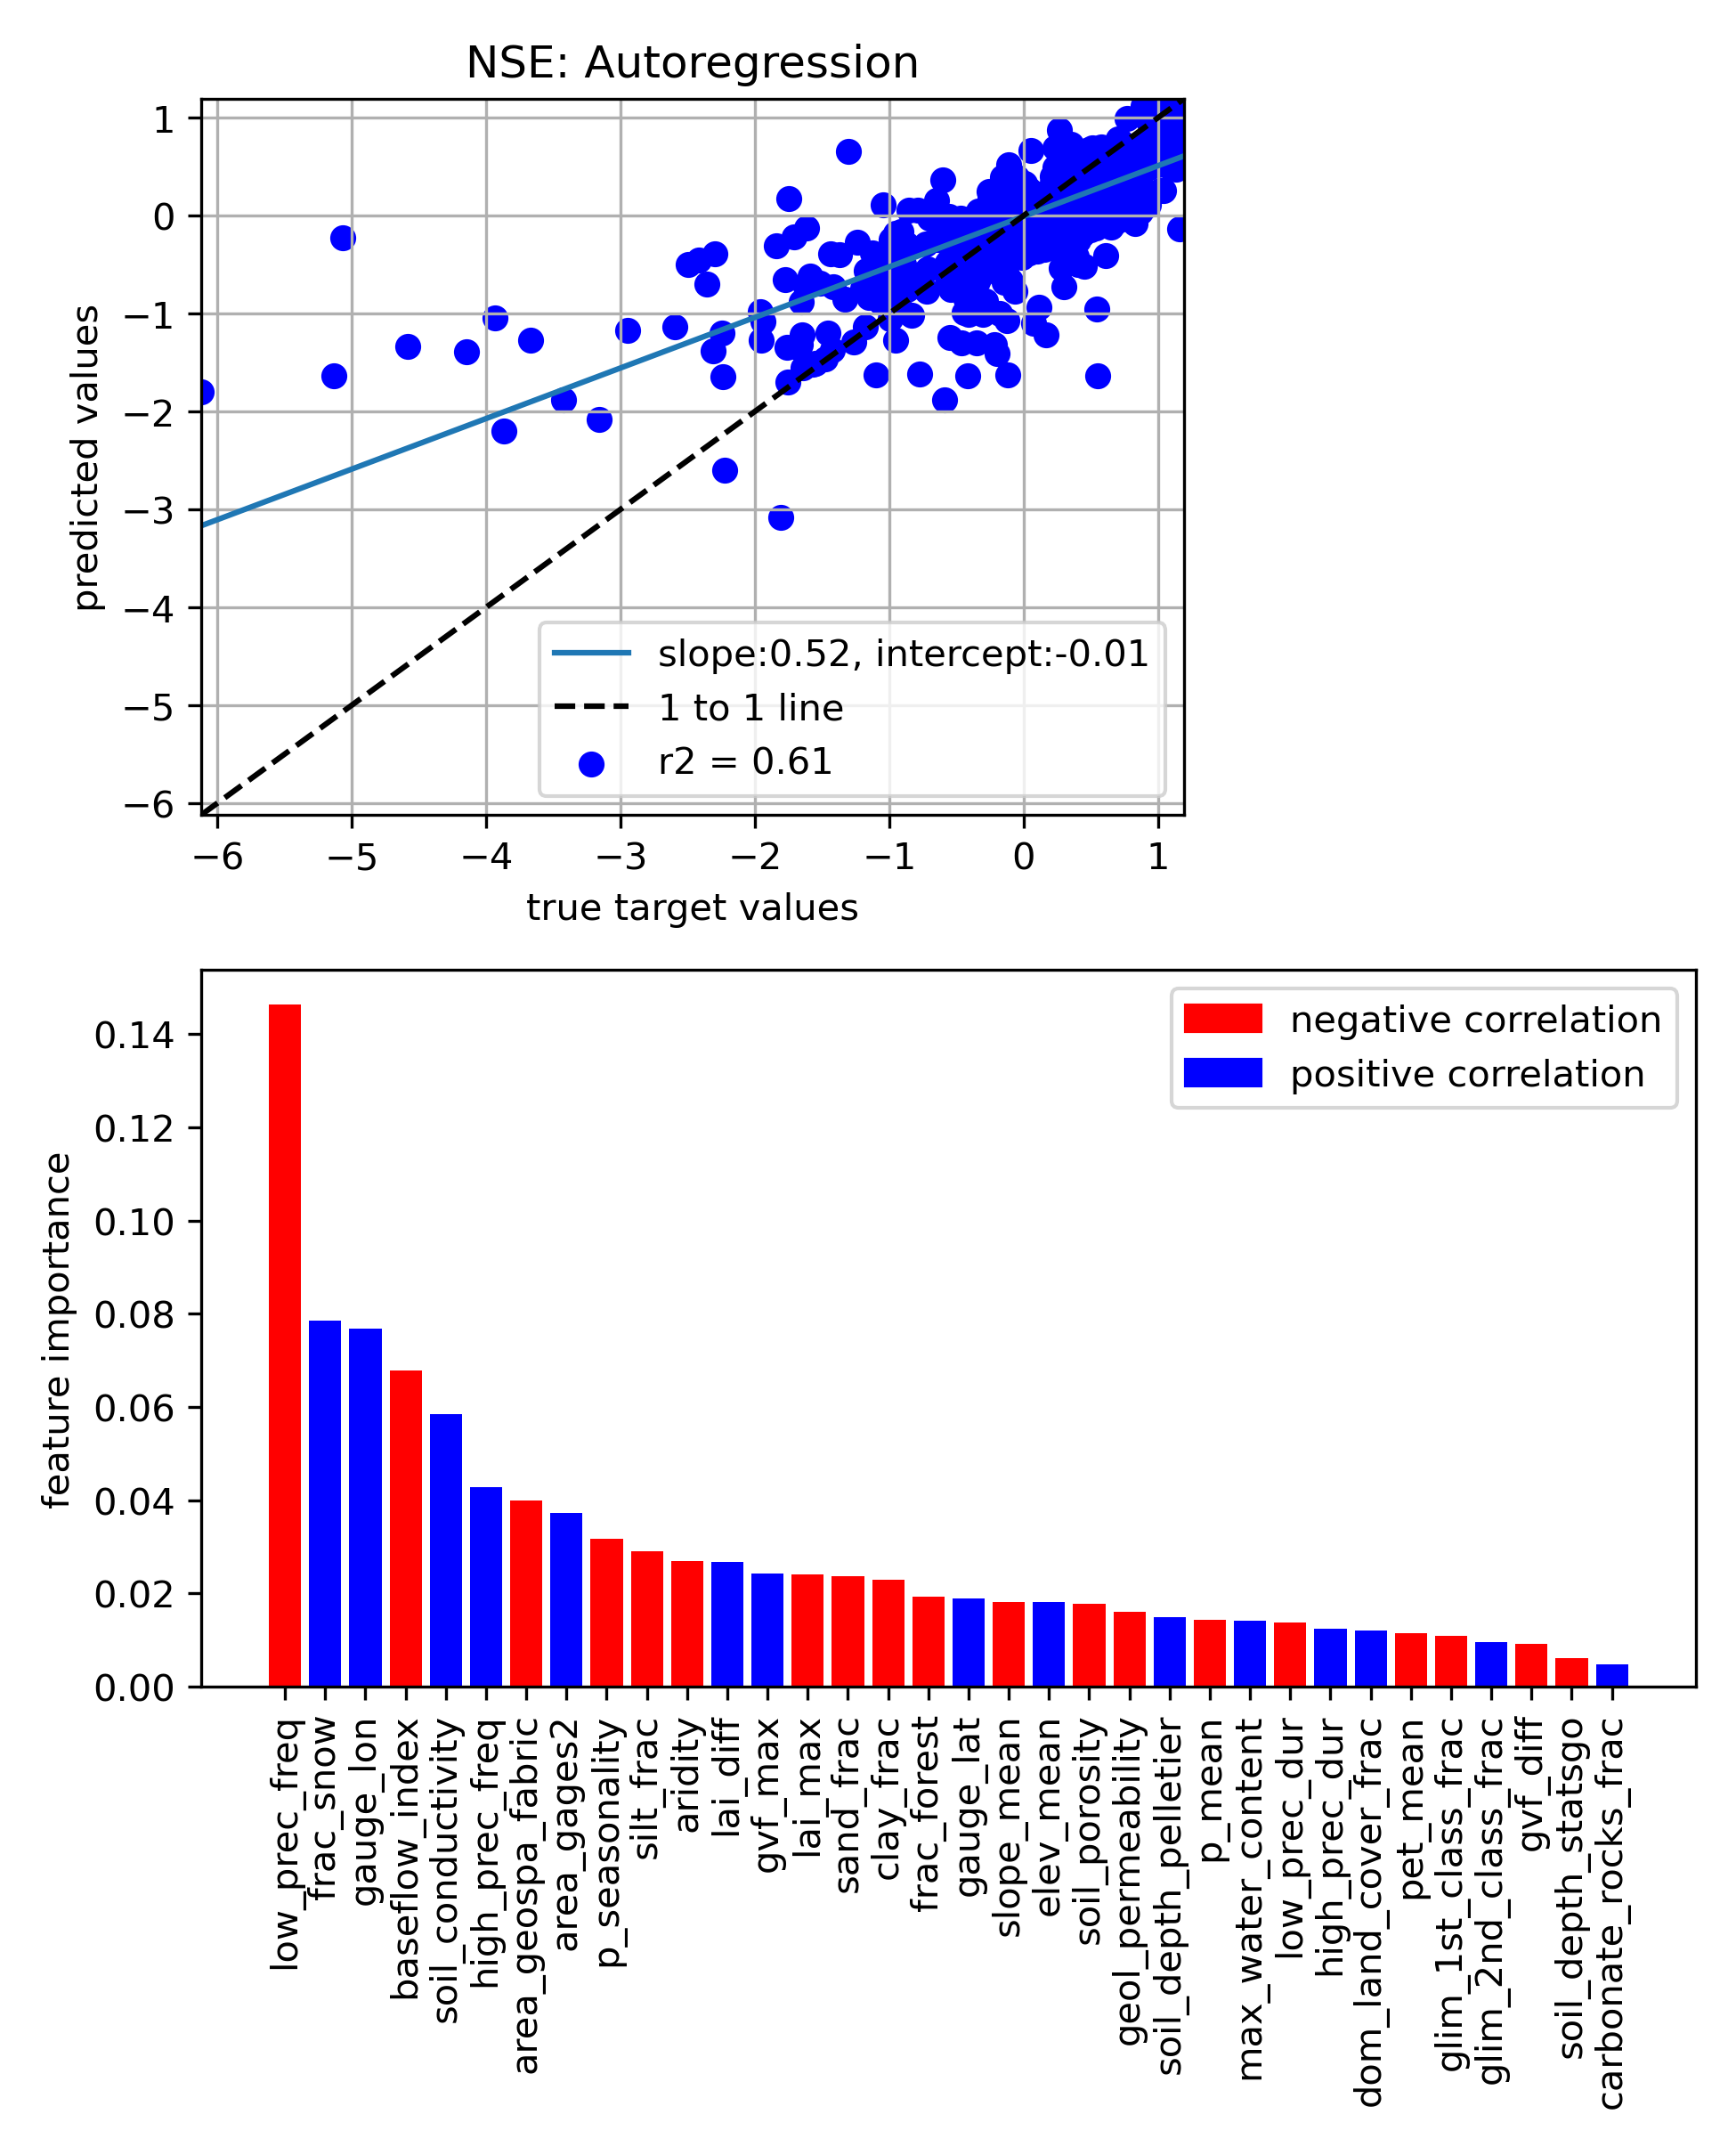 NSE: Autoregression
predicted values
1
0
−1
−2
−3
−4
−5
−6
slope:0.52, intercept:-0.01
1 to 1 line
r2 = 0.61
−6 −5 −4 −3 −2 −1 0 1
true target values
feature importance
0.14
0.12
0.10
0.08
0.06
0.04
0.02
0.00
negative correlation
positive correlation
low_prec_freq
frac_snow
gauge_lon
baseflow_index
soil_conductivity
high_prec_freq
area_geospa_fabric
area_gages2
p_seasonality
silt_frac
aridity
lai_diff
gvf_max
lai_max
sand_frac
clay_frac
frac_forest
gauge_lat
slope_mean
elev_mean
soil_porosity
geol_permeability
soil_depth_pelletier
p_mean
max_water_content
low_prec_dur
high_prec_dur
dom_land_cover_frac
pet_mean
glim_1st_class_frac
glim_2nd_class_frac
gvf_diff
soil_depth_statsgo
carbonate_rocks_frac